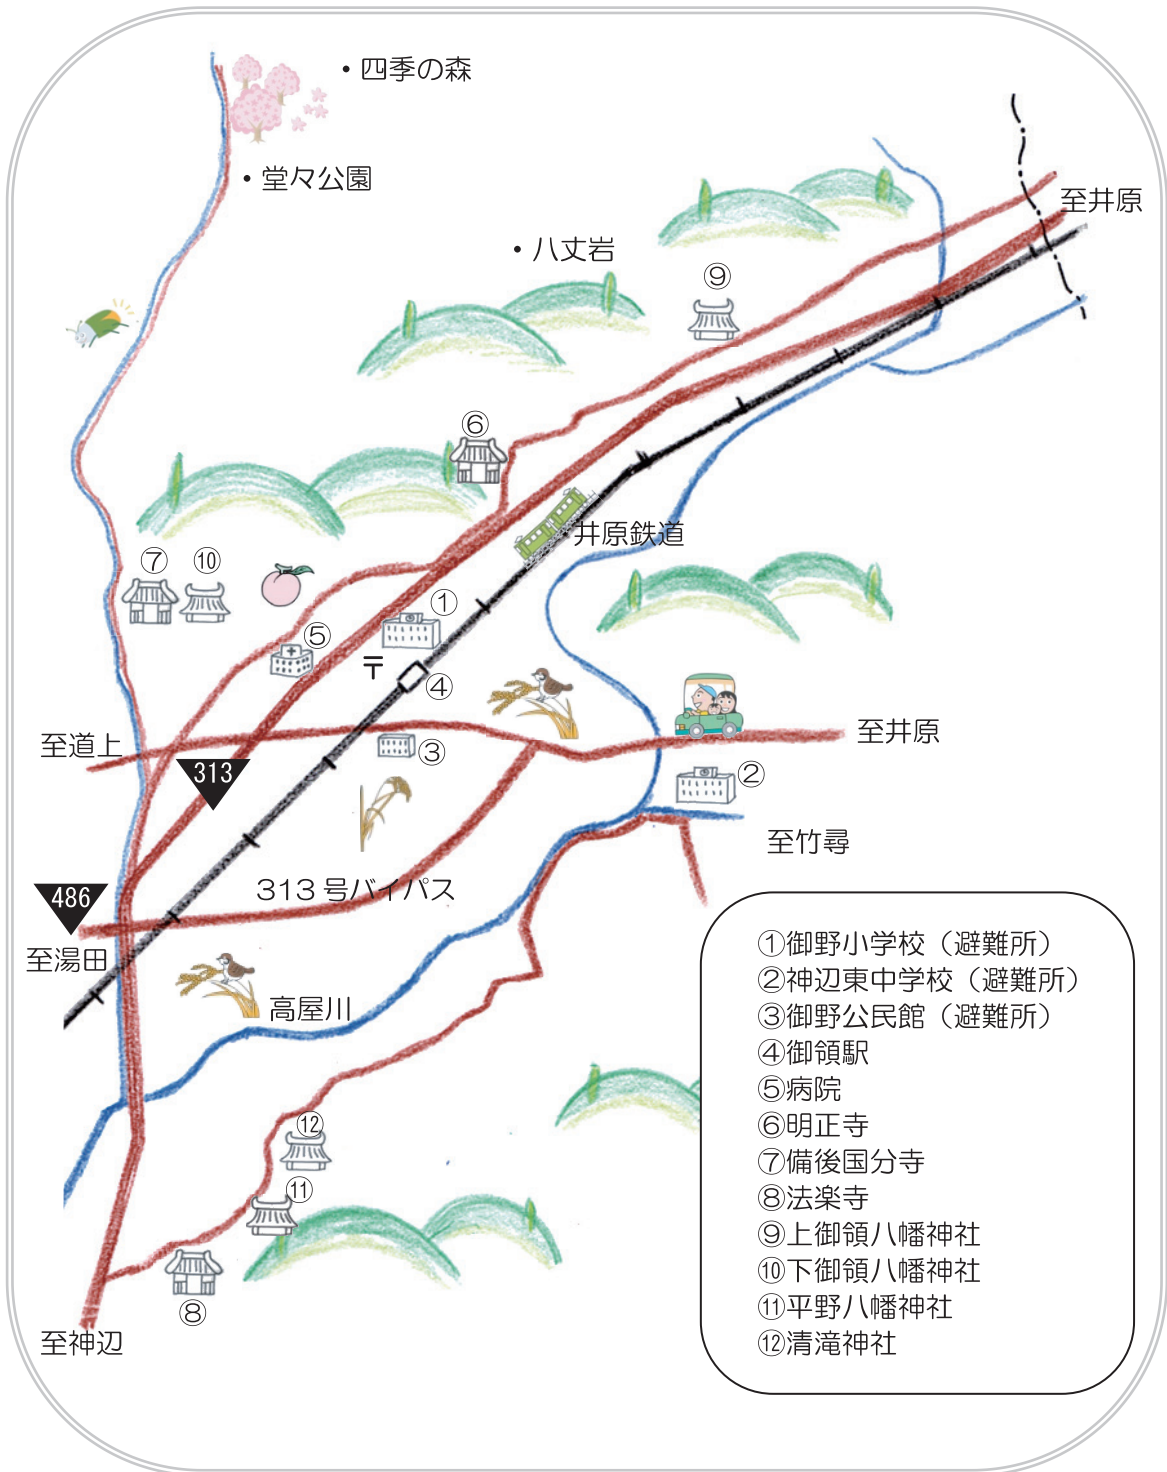 ・四季の森
・堂々公園
至井原
・八丈岩
⑨
⑥
井原鉄道
⑦
⑩
①
⑤
〒
④
至道上
③
至井原
313
②
至竹尋
486
313号バイパス
至湯田
高屋川
⑫
⑪
⑧
至神辺
①御野小学校（避難所）
②神辺東中学校（避難所）
③御野公民館（避難所）
④御領駅
⑤病院
⑥明正寺
⑦備後国分寺
⑧法楽寺
⑨上御領八幡神社
⑩下御領八幡神社
⑪平野八幡神社
⑫清滝神社